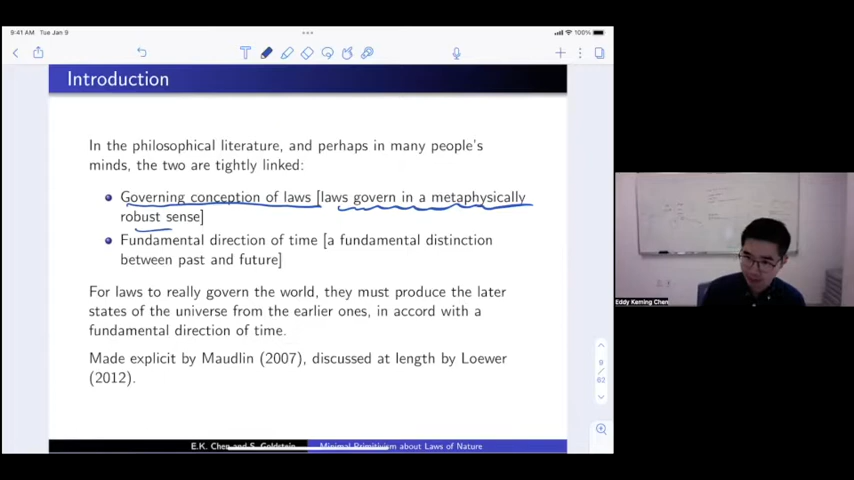 9:41 AM Tue Jan 9
100%
Introduction
In the philosophical literature, and perhaps in many people's
minds, the two are tightly linked:
Governing conception of laws [laws govern in a metaphysically
robust sense]
Fundamental direction of time [a fundamental distinction
between past and future]
For laws to really govern the world, they must produce the later
states of the universe from the earlier ones, in accord with a
fundamental direction of time.
Made explicit by Maudlin (2007), discussed at length by Loewer
(2012).
9
/
62
E.K. Chen and S. Goldstein
Minimal Primitivism about Laws of Nature
Eddy Keming Chen